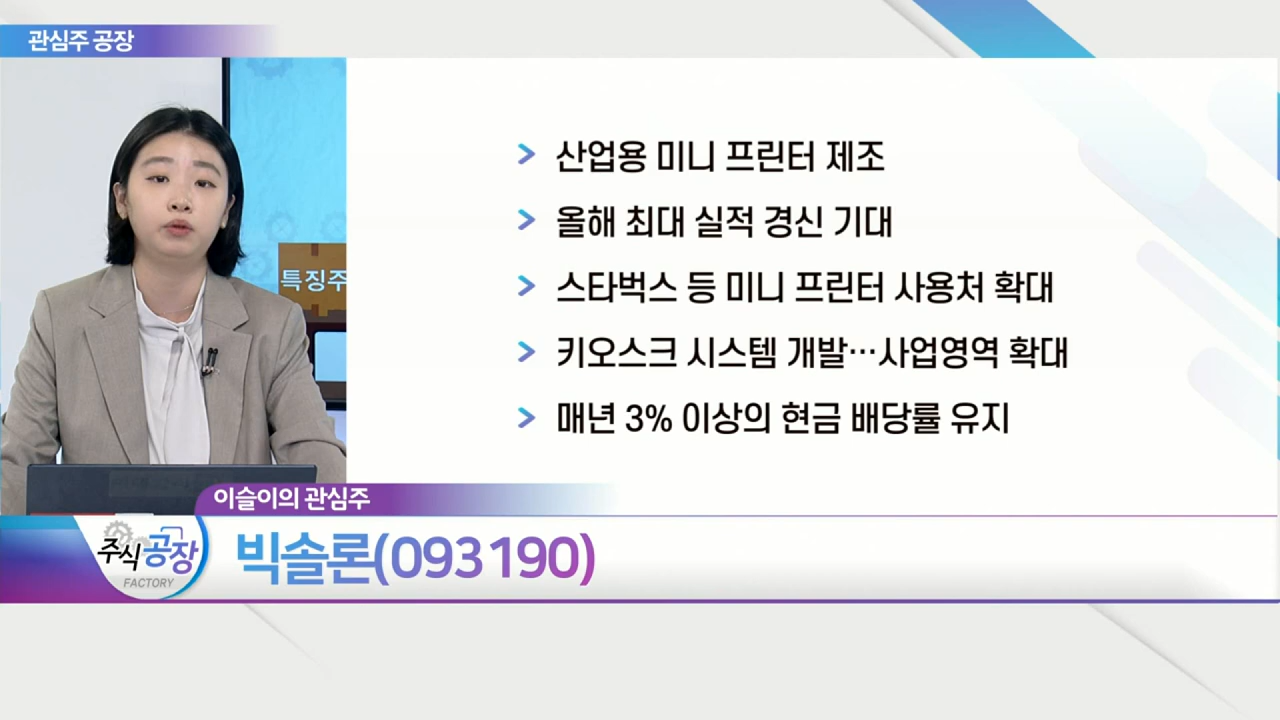 관심주 공장
산업용 미니 프린터 제조
올해 최대 실적 경신 기대
스타벅스 등 미니 프린터 사용처 확대
키오스크 시스템 개발…사업영역 확대
매년 3% 이상의 현금 배당률 유지
특징주
이슬이의 관심주
주식공장
FACTORY
빅솔론(093190)